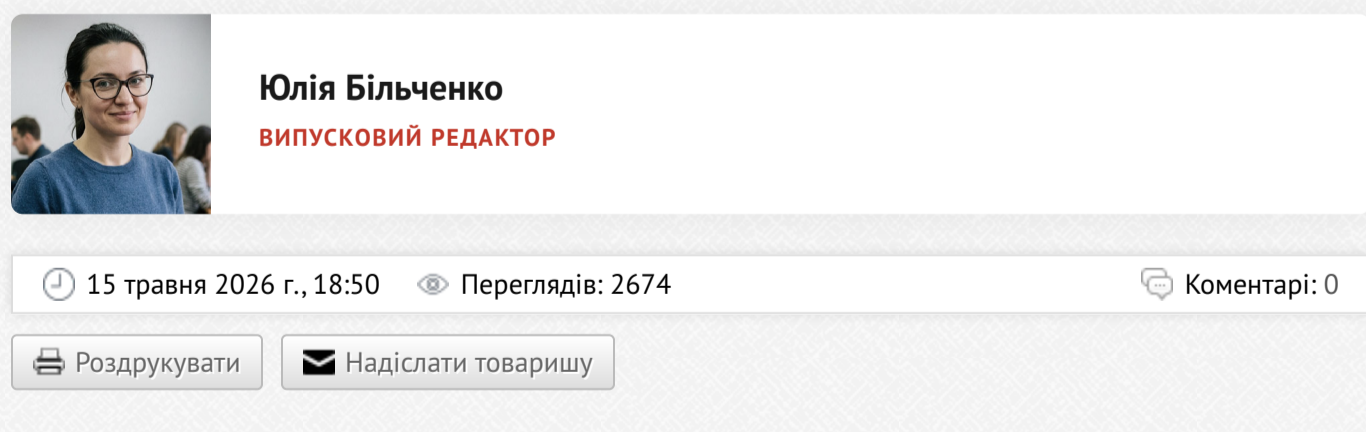 Юлія Більченко
ВИПУСКОВИЙ РЕДАКТОР
15 травня 2026 г., 18:50 Переглядів: 2674 Коментарі: 0
Роздрукувати Надіслати товаришу